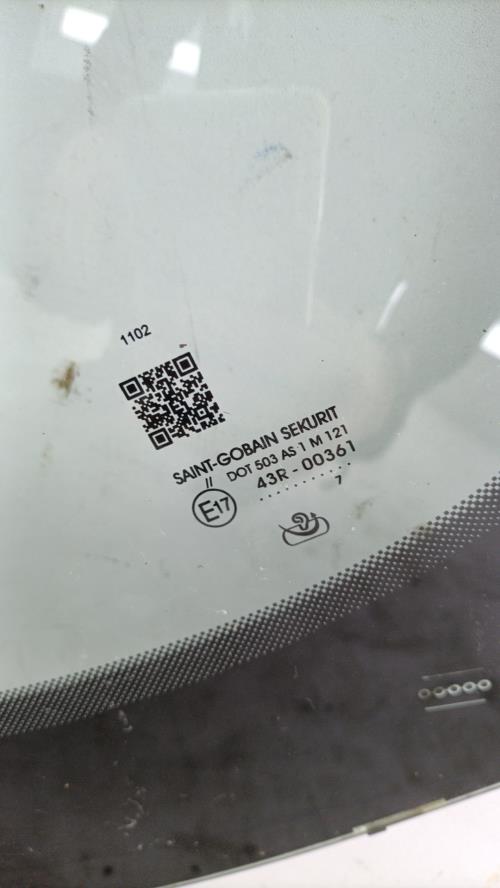 1102
SAINT-GOBAIN SEKURIT
DOT 503 AS 1 M 121
II 43R - 00361
E17 . . . . . . . . . . .
7